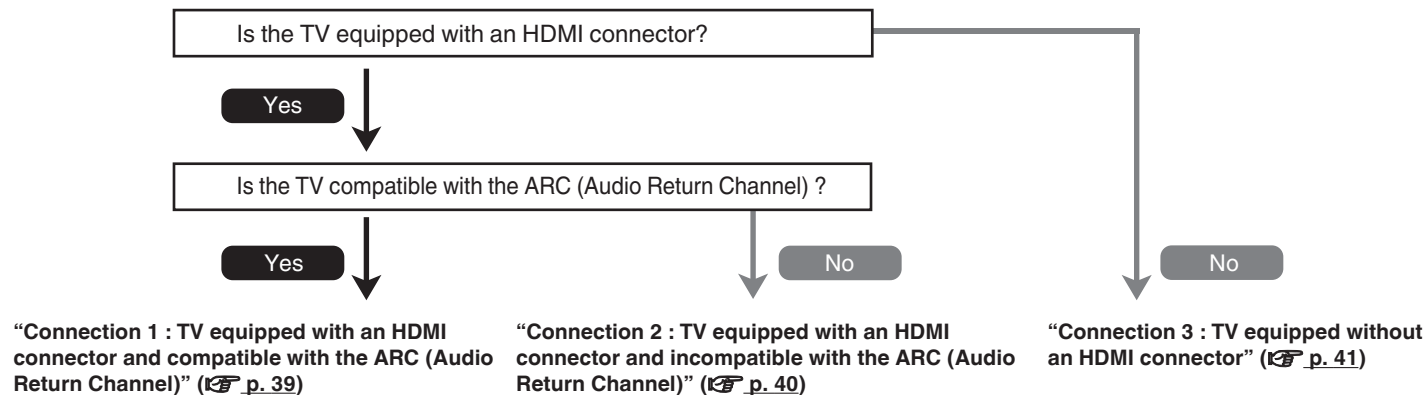 Is the TV equipped with an HDMI connector?
Yes
Is the TV compatible with the ARC (Audio Return Channel) ?
Yes
No
No
“Connection 1 : TV equipped with an HDMI
connector and compatible with the ARC (Audio
Return Channel)” (☞ p. 39)
“Connection 2 : TV equipped with an HDMI
connector and incompatible with the ARC (Audio
Return Channel)” (☞ p. 40)
“Connection 3 : TV equipped without
an HDMI connector” (☞ p. 41)